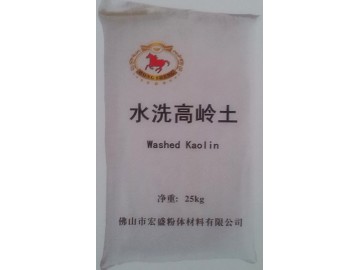 水洗高岭土
Washed Kaolin
净重: 25kg
佛山市宏盛粉体材料有限公司